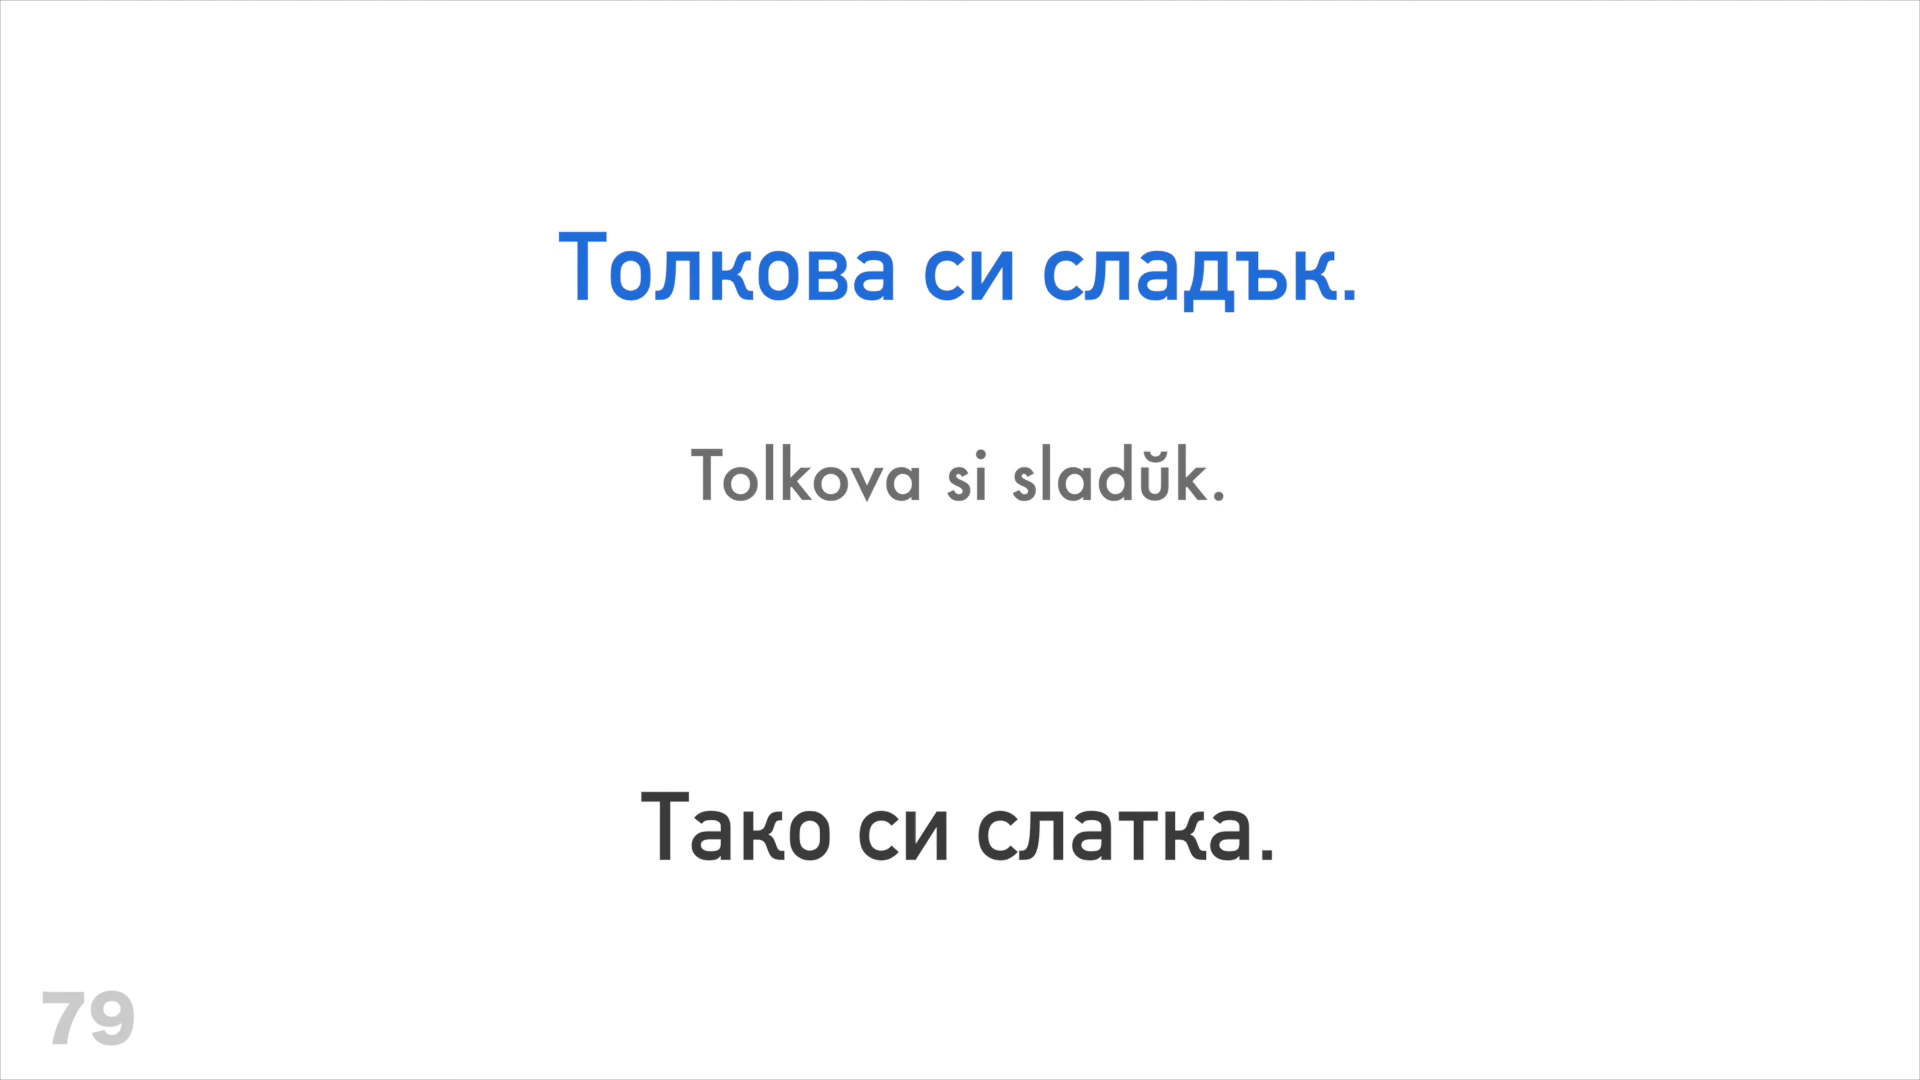 Толкова си сладък.
Tolkova si sladŭk.
Тако си слатка.
79